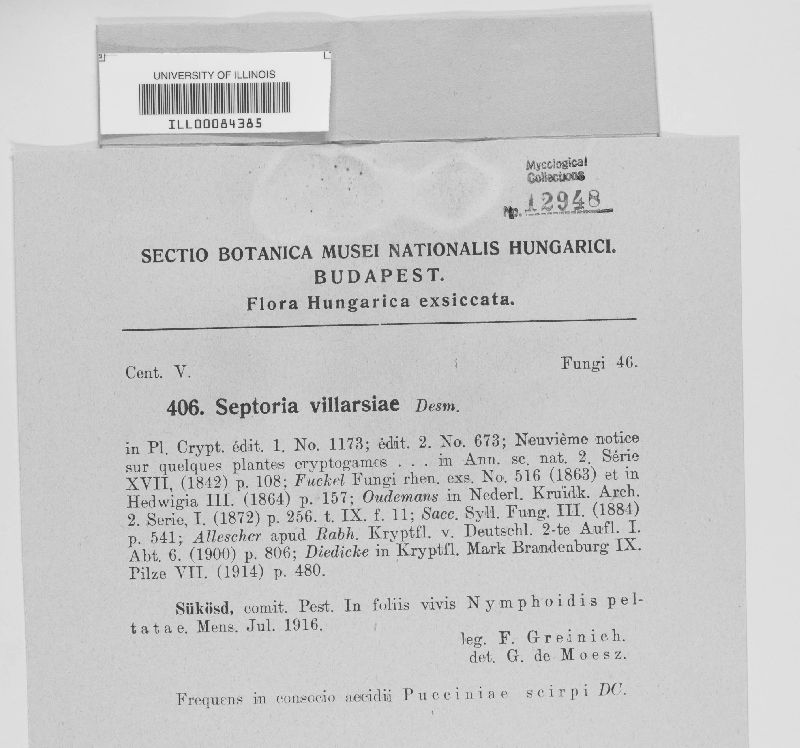 UNIVERSITY OF ILLINOIS
ILL00084385
Mycological
Collections
No. 12948
SECTIO BOTANICA MUSEI NATIONALIS HUNGARICI.
BUDAPEST.
Flora Hungarica exsiccata.
Cent. V. Fungi 46.
406. Septoria villarsiae Desm.
in Pl. Crypt. édit. 1. No. 1173; édit. 2. No. 673; Neuvième notice
sur quelques plantes cryptogames . . . in Ann. sc. nat. 2. Série
XVII, (1842) p. 108; Fuckel Fungi rhen. exs. No. 516 (1863) et in
Hedwigia III. (1864) p. 157; Oudemans in Nederl. Kruidk. Arch.
2. Serie, I. (1872) p. 256. t. IX. f. 11; Sacc. Syll. Fung. III. (1884)
p. 541; Allescher apud Rabh. Kryptfl. v. Deutschl. 2-te Aufl. I.
Abt. 6. (1900) p. 806; Diedicke in Kryptfl. Mark Brandenburg IX.
Pilze VII. (1914) p. 480.
Sükösd, comit. Pest. In foliis vivis Nymphoidis pel-
tatae. Mens. Jul. 1916.
leg. F. Greinich.
det. G. de Moesz.
Frequens in consocio aecidii Pucciniae scirpi DC.